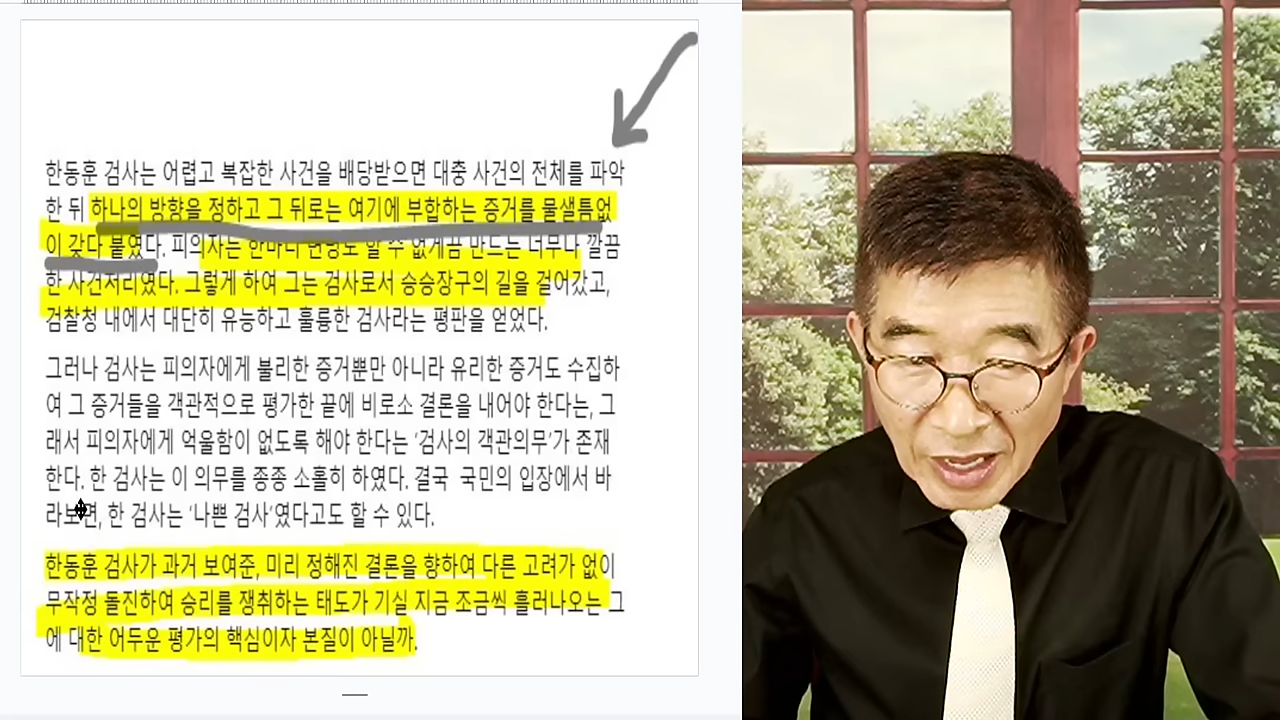 한동훈 검사는 어렵고 복잡한 사건을 배당받으면 대충 사건의 전체를 파악
한 뒤 하나의 방향을 정하고 그 뒤로는 여기에 부합하는 증거를 물샐틈없
이 갖다 붙였다. 피의자는 한마디 변명도 할 수 없게끔 만드는 너무나 깔끔
한 사건처리였다. 그렇게 하여 그는 검사로서 승승장구의 길을 걸어갔고,
검찰청 내에서 대단히 유능하고 훌륭한 검사라는 평판을 얻었다.
그러나 검사는 피의자에게 불리한 증거뿐만 아니라 유리한 증거도 수집하
여 그 증거들을 객관적으로 평가한 끝에 비로소 결론을 내어야 한다는, 그
래서 피의자에게 억울함이 없도록 해야 한다는 '검사의 객관의무'가 존재
한다. 한 검사는 이 의무를 종종 소홀히 하였다. 결국 국민의 입장에서 바
라보면, 한 검사는 '나쁜 검사'였다고도 할 수 있다.
한동훈 검사가 과거 보여준, 미리 정해진 결론을 향하여 다른 고려가 없이
무작정 돌진하여 승리를 쟁취하는 태도가 기실 지금 조금씩 흘러나오는 그
에 대한 어두운 평가의 핵심이자 본질이 아닐까.